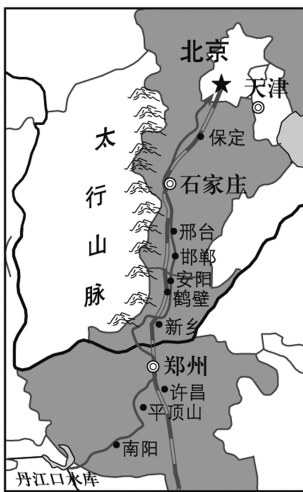 北京
天津
保定
石家庄
太行山脉
邢台
邯郸
安阳
鹤壁
新乡
郑州
许昌
平顶山
南阳
丹江口水库